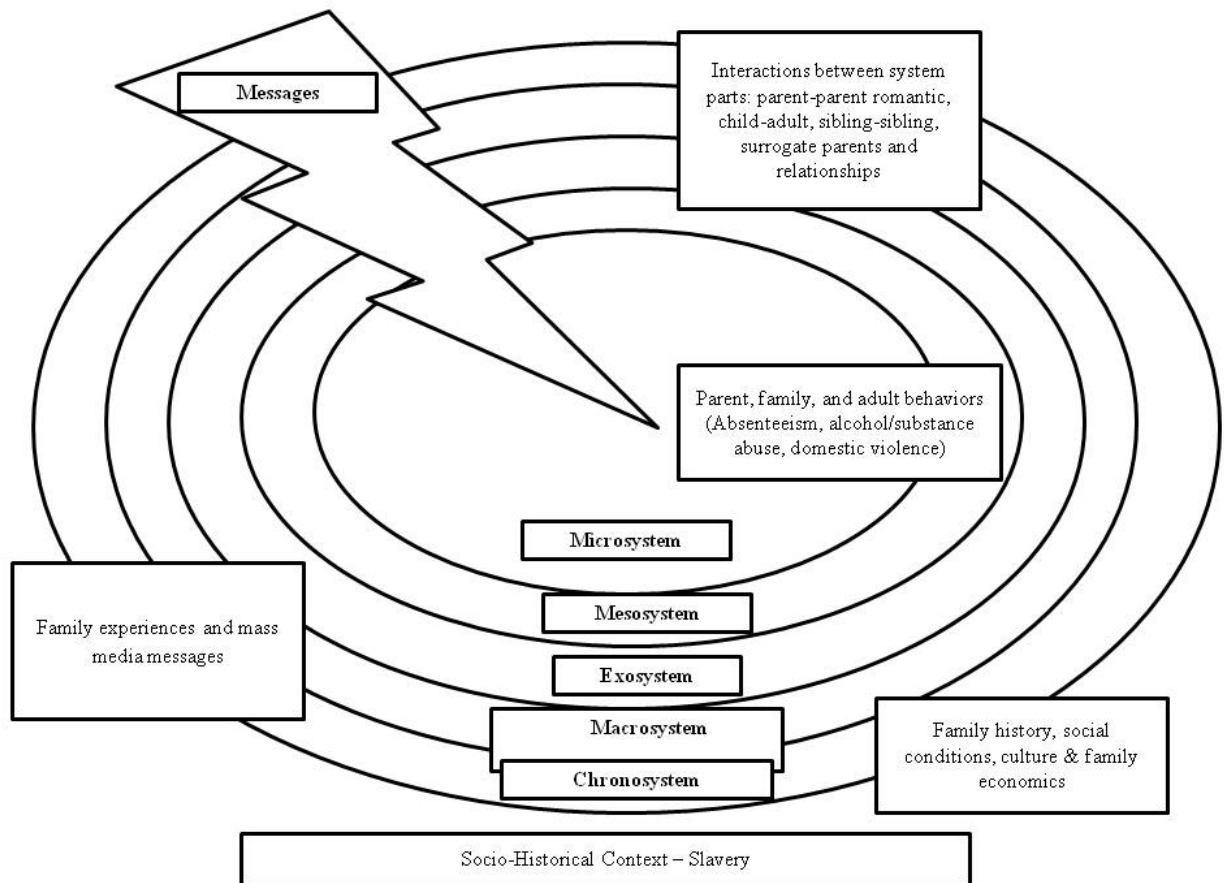 Messages
Interactions between system
parts: parent-parent romantic,
child-adult, sibling-sibling,
surrogate parents and
relationships
Parent, family, and adult behaviors
(Absenteeism, alcohol/substance
abuse, domestic violence)
Microsystem
Mesosystem
Family experiences and mass
media messages
Exosystem
Macrosystem
Chronosystem
Family history, social
conditions, culture & family
economics
Socio-Historical Context – Slavery